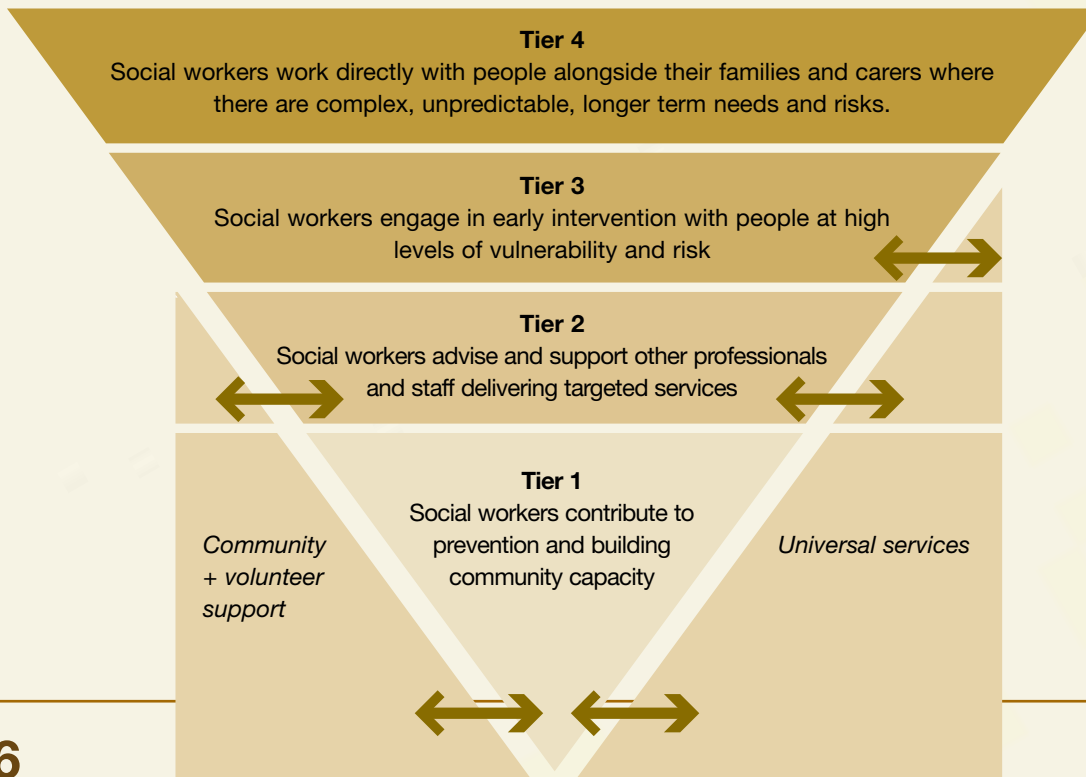 Tier 4
Social workers work directly with people alongside their families and carers where
there are complex, unpredictable, longer term needs and risks.
Tier 3
Social workers engage in early intervention with people at high
levels of vulnerability and risk
Tier 2
Social workers advise and support other professionals
and staff delivering targeted services
Tier 1
Social workers contribute to
prevention and building
community capacity
Community
+ volunteer
support
Universal services
6